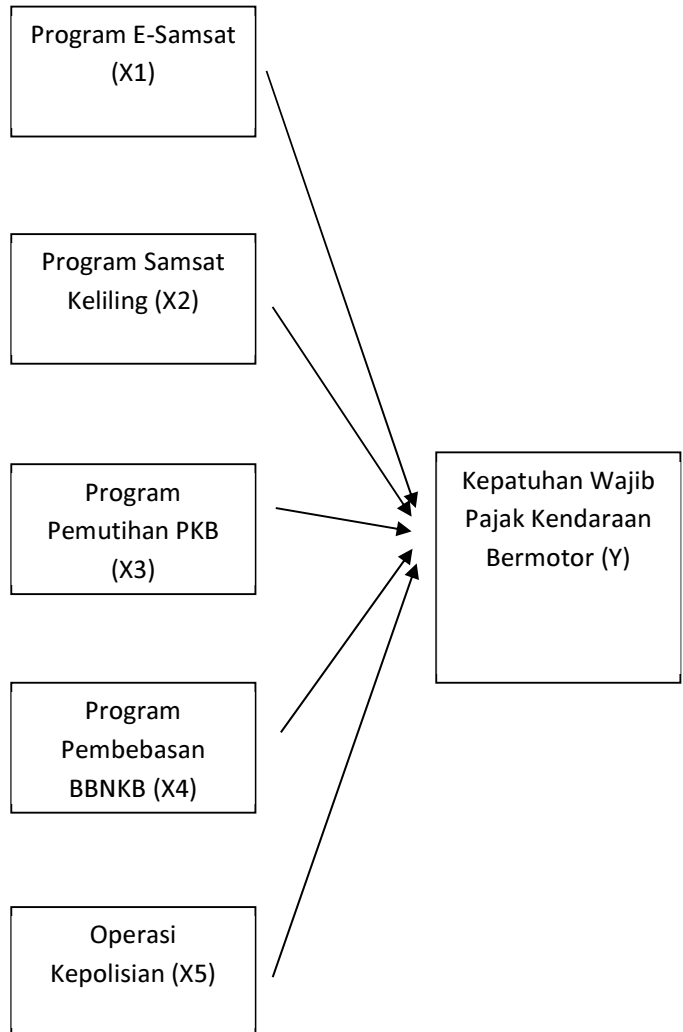 Program E-Samsat
(X1)
Program Samsat
Keliling (X2)
Program
Pemutihan PKB
(X3)
Program
Pembebasan
BBNKB (X4)
Operasi
Kepolisian (X5)
Kepatuhan Wajib
Pajak Kendaraan
Bermotor (Y)